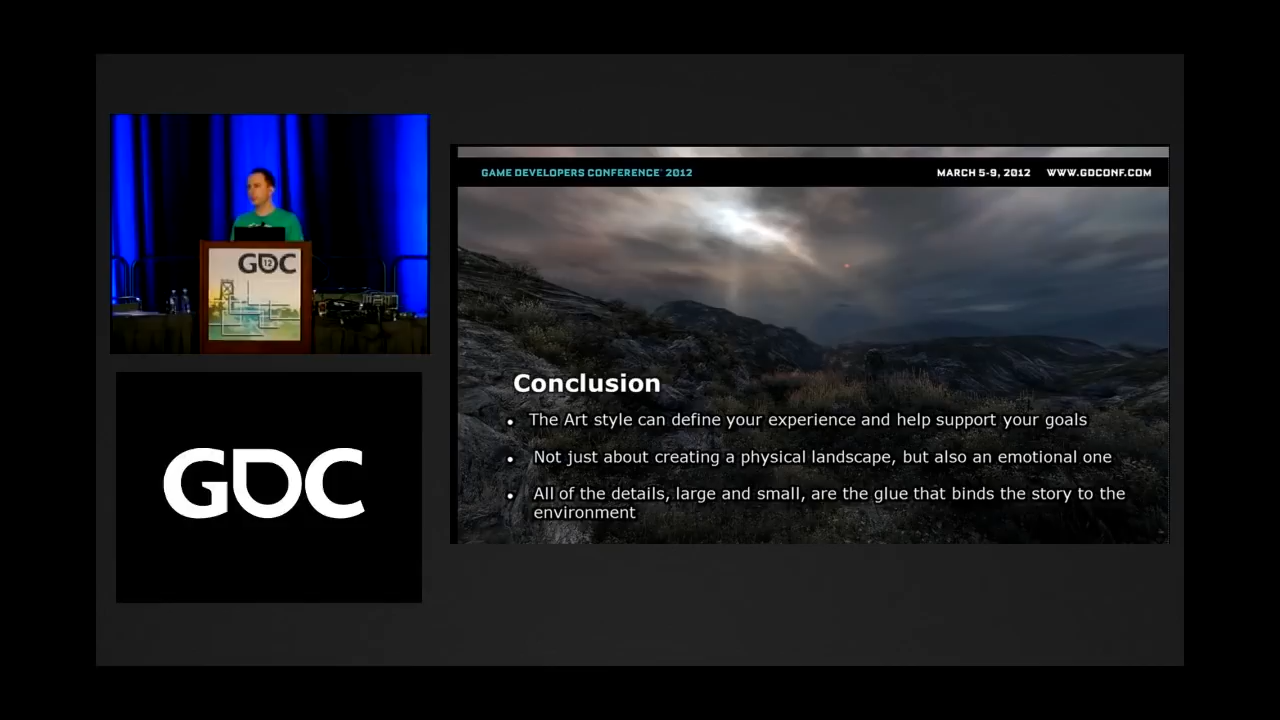 GAME DEVELOPERS CONFERENCE® 2012
MARCH 5-9, 2012 WWW.GDCONF.COM
GDC
12
Conclusion
• The Art style can define your experience and help support your goals
• Not just about creating a physical landscape, but also an emotional one
• All of the details, large and small, are the glue that binds the story to the
environment
GDC